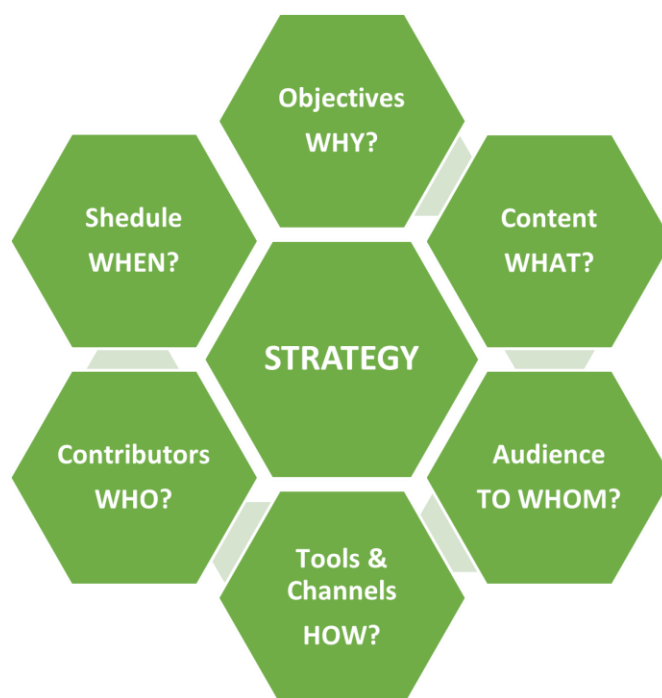 Objectives
WHY?
Content
WHAT?
Audience
TO WHOM?
Tools &
Channels
HOW?
Contributors
WHO?
Shedule
WHEN?
STRATEGY